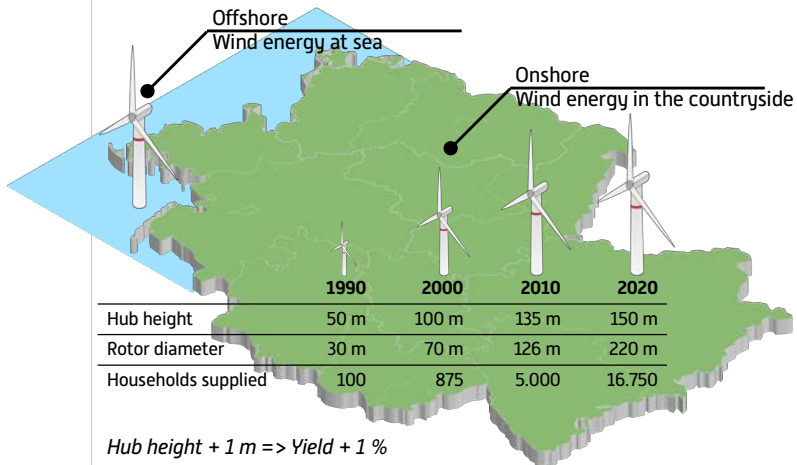 Offshore
Wind energy at sea
Onshore
Wind energy in the countryside
1990 2000 2010 2020
Hub height 50 m 100 m 135 m 150 m
Rotor diameter 30 m 70 m 126 m 220 m
Households supplied 100 875 5.000 16.750
Hub height + 1 m => Yield + 1 %